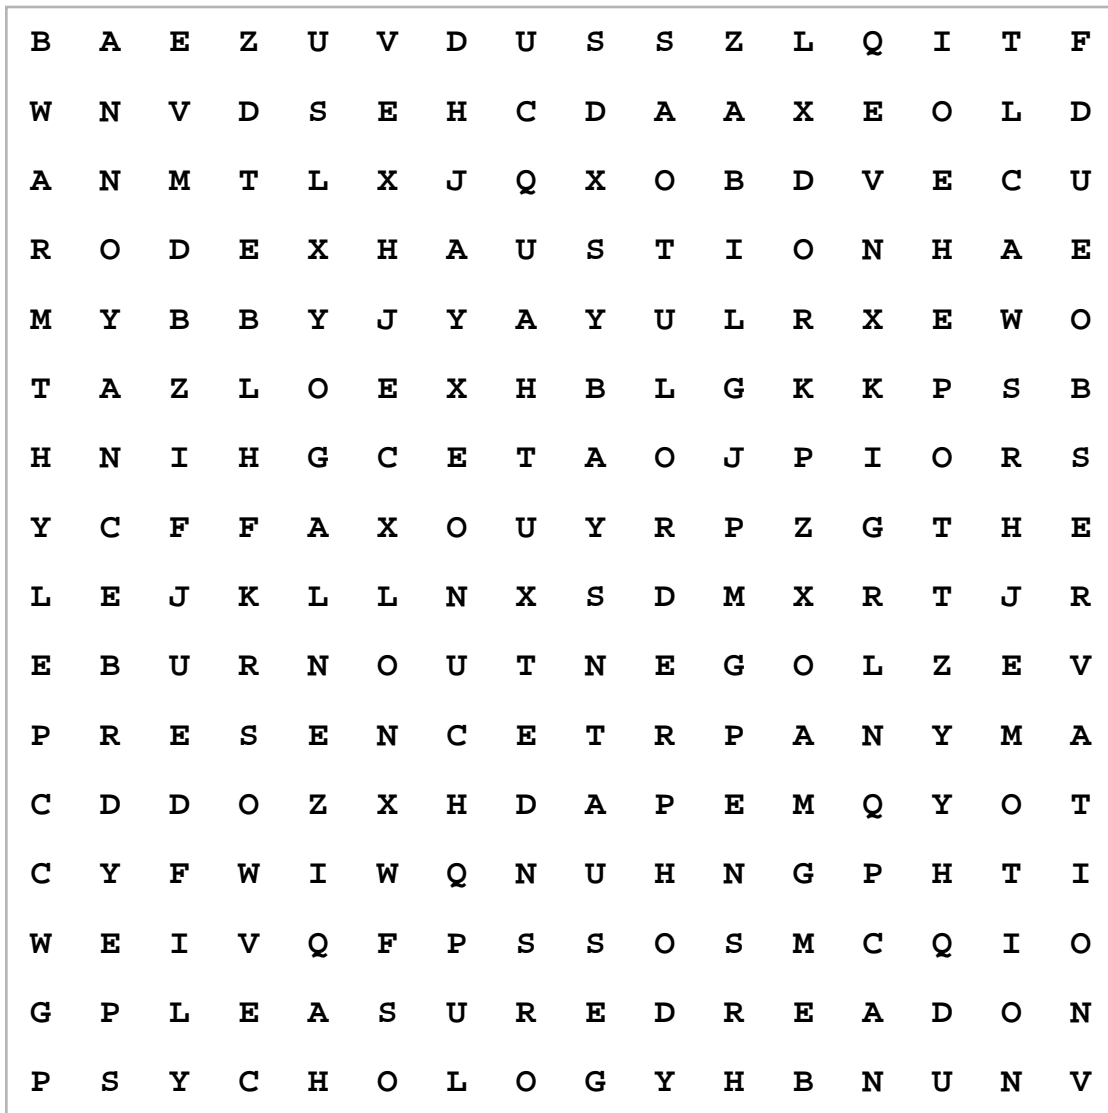 B A E Z U V D U S S Z L Q I T F
W N V D S E H C D A A X E O L D
A N M T L X J Q X O B D V E C U
R O D E X H A U S T I O N H A E
M Y B B Y J Y A Y U L R X E W O
T A Z L O E X H B L G K K P S B
H N I H G C E T A O J P I O R S
Y C F F A X O U Y R P Z G T H E
L E J K L L N X S D M X R T J R
E B U R N O U T N E G O L Z E V
P R E S E N C E T R P A N Y M A
C D D O Z X H D A P E M Q Y O T
C Y F W I W Q N U H N G P H T I
W E I V Q F P S S O S M C Q I O
G P L E A S U R E D R E A D O N
P S Y C H O L O G Y H B N U N V